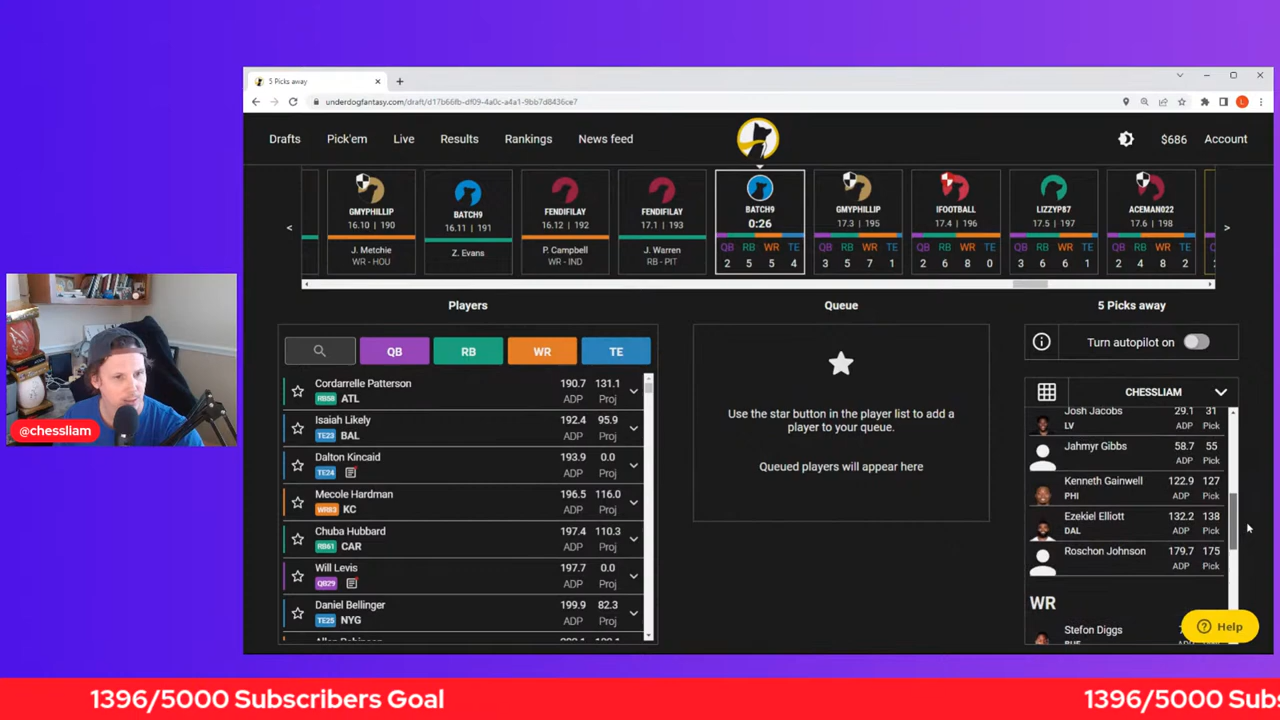 5 Picks away
underdogfantasy.com/draft/d17b66fb-df09-4a0c-a4a1-9bb7d8436ce7
Drafts
Pick'em
Live
Results
Rankings
News feed
$686
Account
<
GMYPHILLIP
16.10 | 190
J. Metchie
WR - HOU
BATCH9
16.11 | 191
Z. Evans
FENDIFILAY
16.12 | 192
P. Campbell
WR - IND
FENDIFILAY
17.1 | 193
J. Warren
RB - PIT
BATCH9
0:26
QB RB WR TE
2 5 5 4
GMYPHILLIP
17.3 | 195
QB RB WR TE
3 5 7 1
IFOOTBALL
17.4 | 196
QB RB WR TE
2 6 8 0
LIZZYP87
17.5 | 197
QB RB WR TE
3 6 6 1
ACEMAN022
17.6 | 198
QB RB WR TE
2 4 8 2
>
Players
QB
RB
WR
TE
Cordarrelle Patterson 190.7 131.1
RB58 ATL ADP Proj
Isaiah Likely 192.4 95.9
TE23 BAL ADP Proj
Dalton Kincaid 193.9 0.0
TE24 ADP Proj
Mecole Hardman 196.5 116.0
WR83 KC ADP Proj
Chuba Hubbard 197.4 110.3
RB61 CAR ADP Proj
Will Levis 197.7 0.0
QB29 ADP Proj
Daniel Bellinger 199.9 82.3
TE25 NYG ADP Proj
Queue
Use the star button in the player list to add a
player to your queue.
Queued players will appear here
5 Picks away
Turn autopilot on
CHESSLIAM
Josh Jacobs 29.1 31
LV ADP Pick
Jahmyr Gibbs 58.7 55
ADP Pick
Kenneth Gainwell 122.9 127
PHI ADP Pick
Ezekiel Elliott 132.2 138
DAL ADP Pick
Roschon Johnson 179.7 175
ADP Pick
WR
Stefon Diggs
Help
@chessliam
1396/5000 Subscribers Goal
1396/5000 Subs